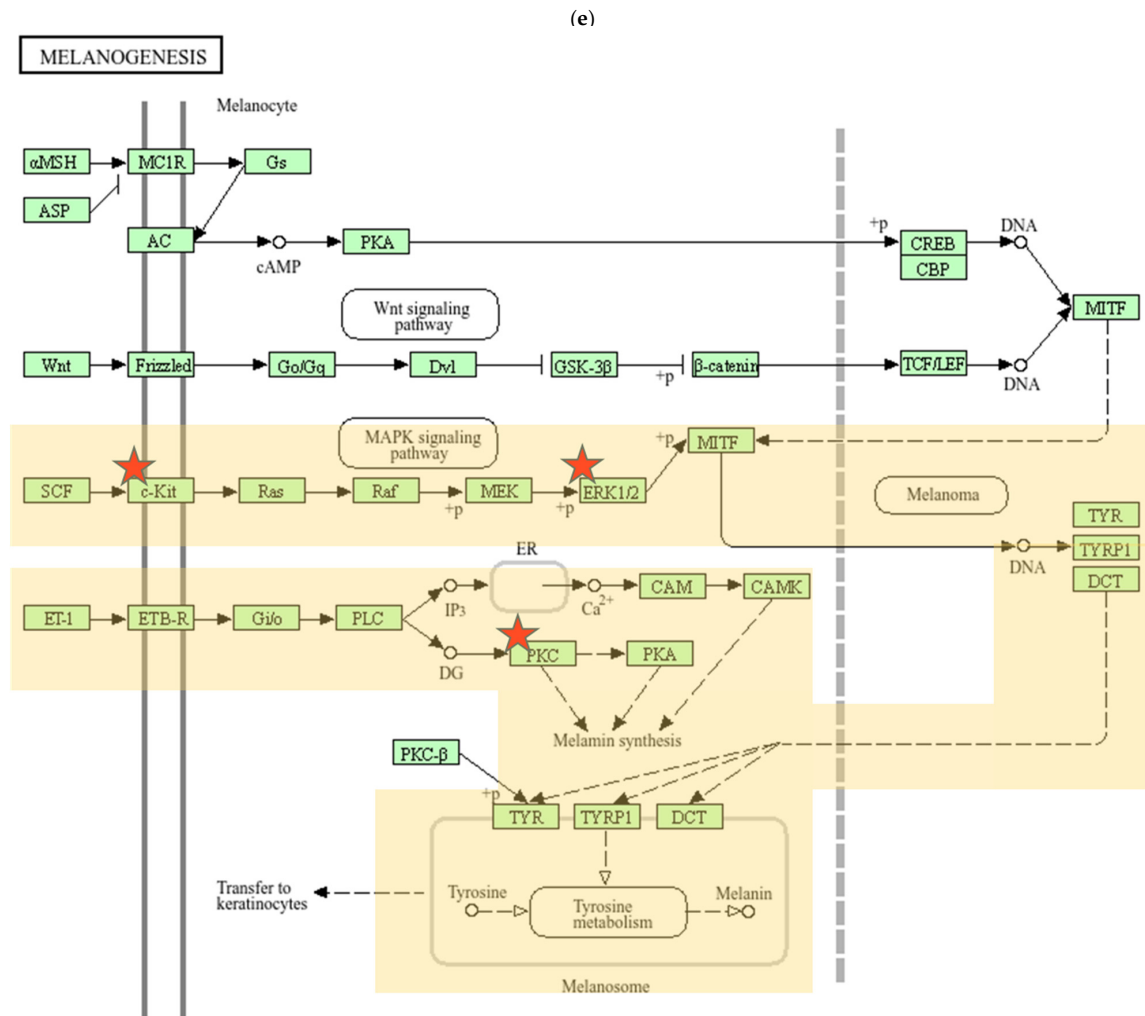 (e)
MELANOGENESIS
Melanocyte
αMSH
MC1R
Gs
ASP
AC
cAMP
PKA
+p
CREB
CBP
DNA
MITF
Wnt signaling
pathway
Wnt
Frizzled
Go/Gq
Dvl
GSK-3β
+p
β-catenin
TCF/LEF
DNA
MAPK signaling
pathway
+p
MITF
SCF
c-Kit
Ras
Raf
+p
MEK
+p
ERK1/2
Melanoma
TYR
TYRP1
DCT
DNA
ER
ET-1
ETB-R
Gi/o
PLC
IP3
Ca2+
CAM
CAMK
DG
PKC
PKA
Melamin synthesis
PKC-β
+p
TYR
TYRP1
DCT
Transfer to
keratinocytes
Tyrosine
Tyrosine
metabolism
Melanin
Melanosome